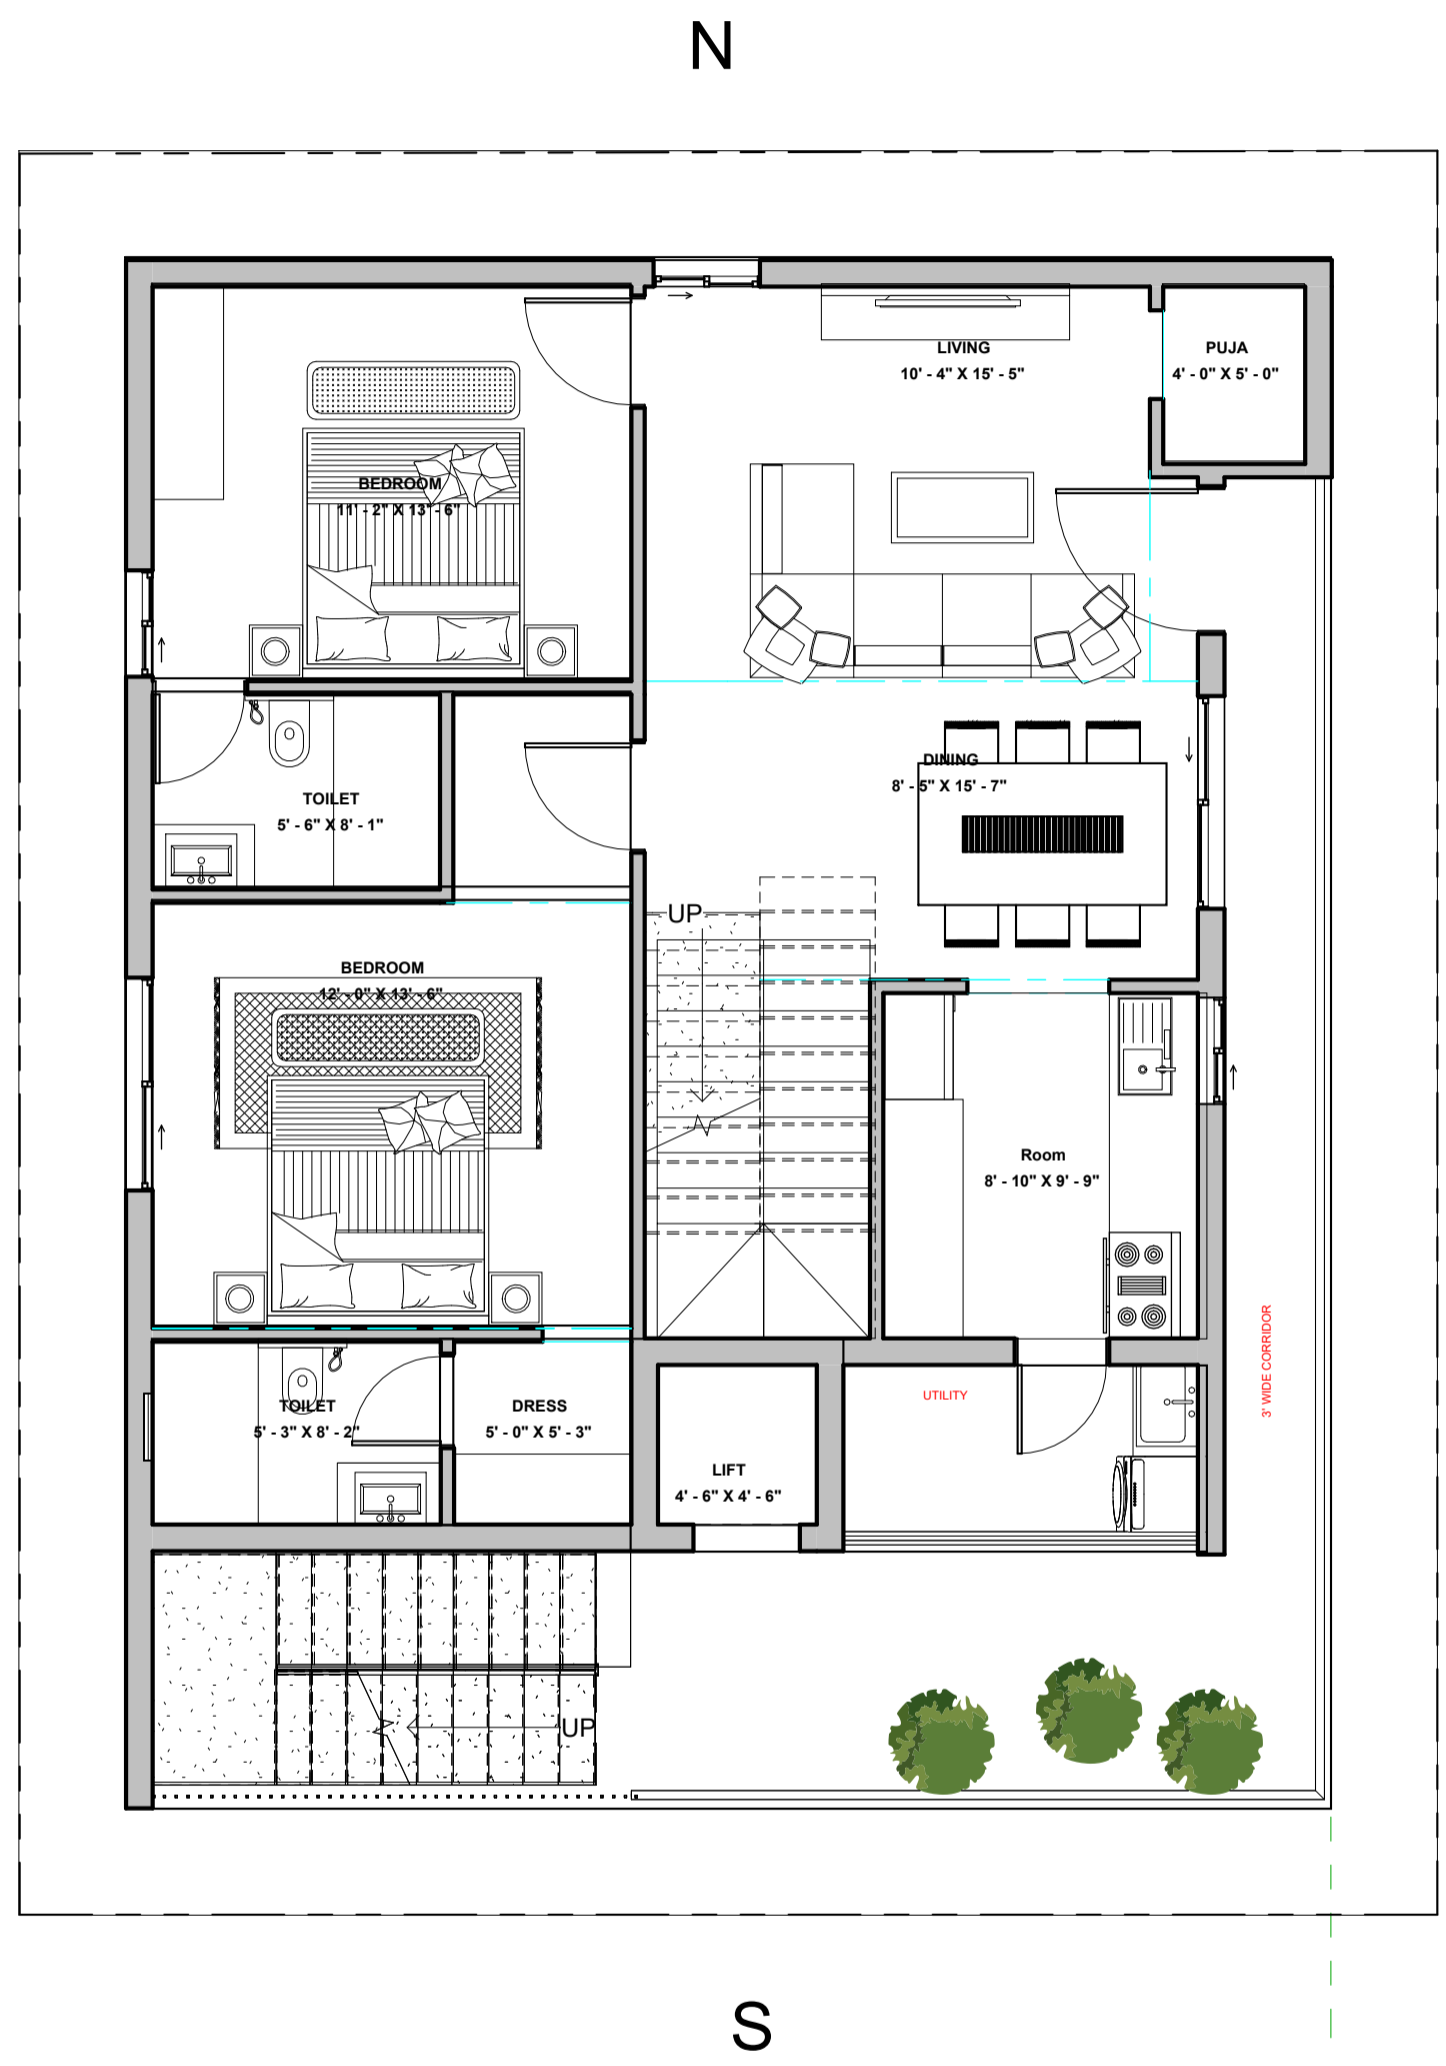 N
LIVING
10' - 4" X 15' - 5"
PUJA
4' - 0" X 5' - 0"
BEDROOM
11' - 2" X 13' - 6"
DINING
8' - 5" X 15' - 7"
TOILET
5' - 6" X 8' - 1"
UP
BEDROOM
12' - 0" X 13' - 6"
Room
8' - 10" X 9' - 9"
3' WIDE CORRIDOR
UTILITY
TOILET
5' - 3" X 8' - 2"
DRESS
5' - 0" X 5' - 3"
LIFT
4' - 6" X 4' - 6"
UP
S